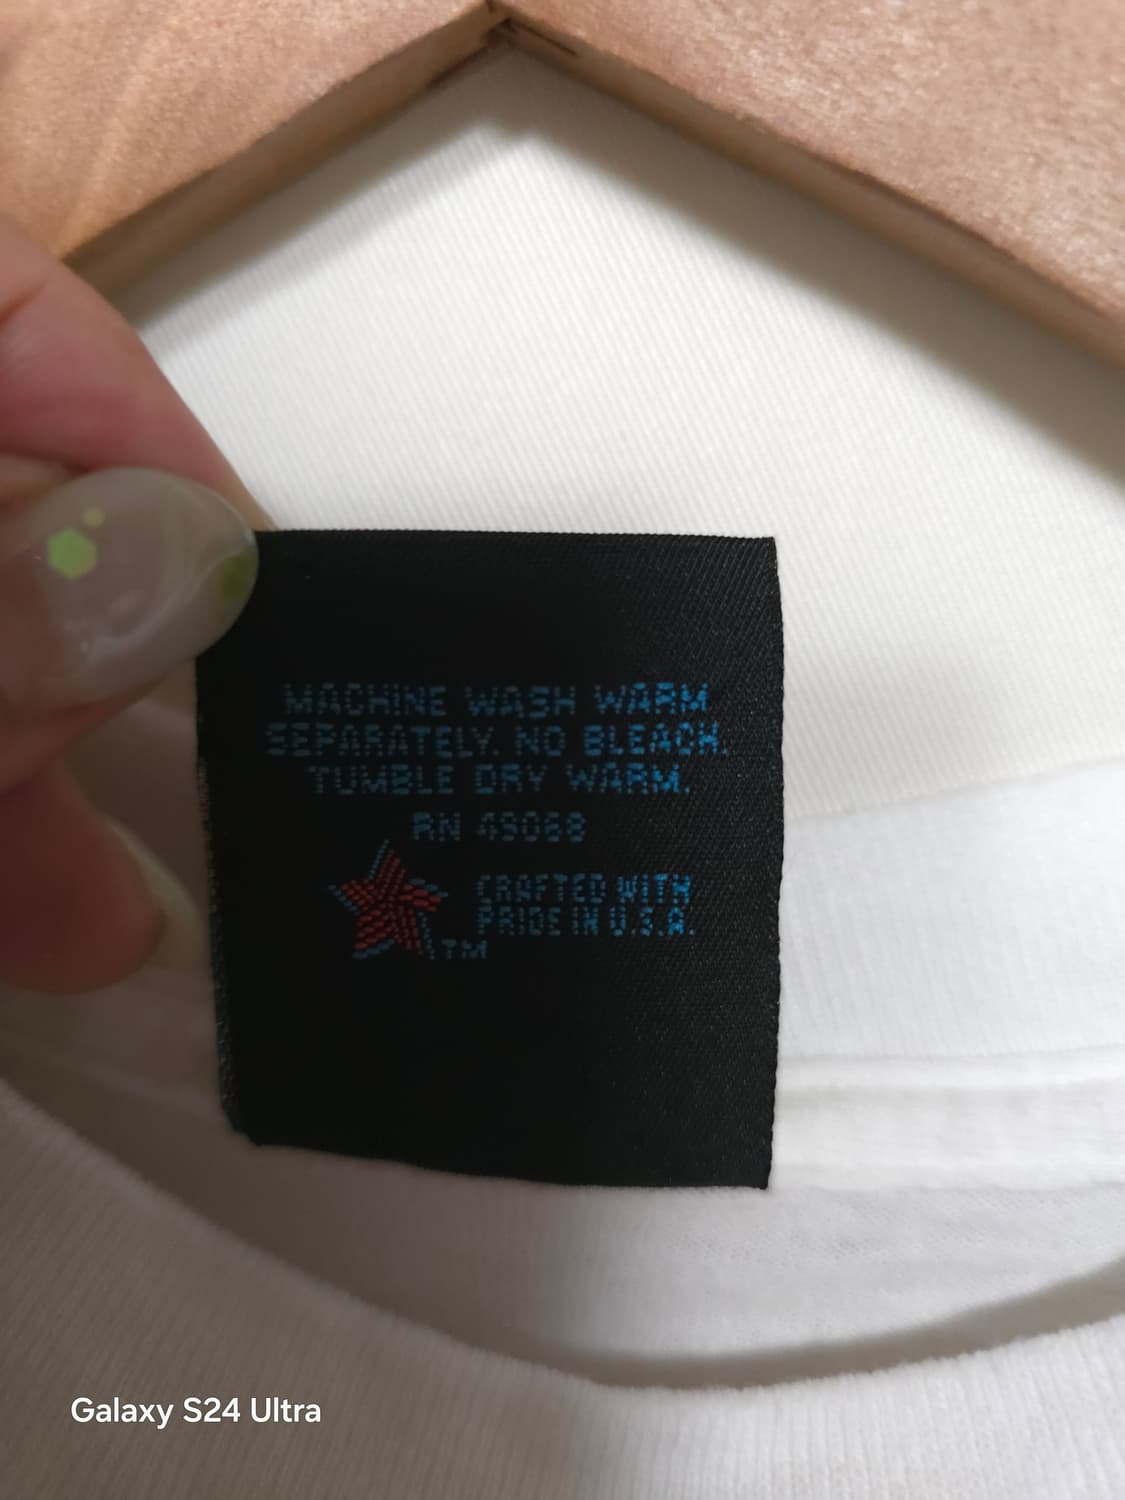 MACHINE WASH WARM
SEPARATELY. NO BLEACH.
TUMBLE DRY WARM.
RN 49068
CRAFTED WITH
PRIDE IN U.S.A.
TM
Galaxy S24 Ultra